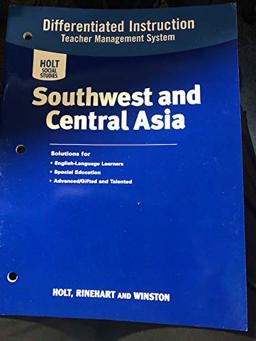 Differentiated Instruction
Teacher Management System
HOLT
SOCIAL
STUDIES
Southwest and
Central Asia
Solutions for
• English-Language Learners
• Special Education
• Advanced/Gifted and Talented
HOLT, RINEHART AND WINSTON